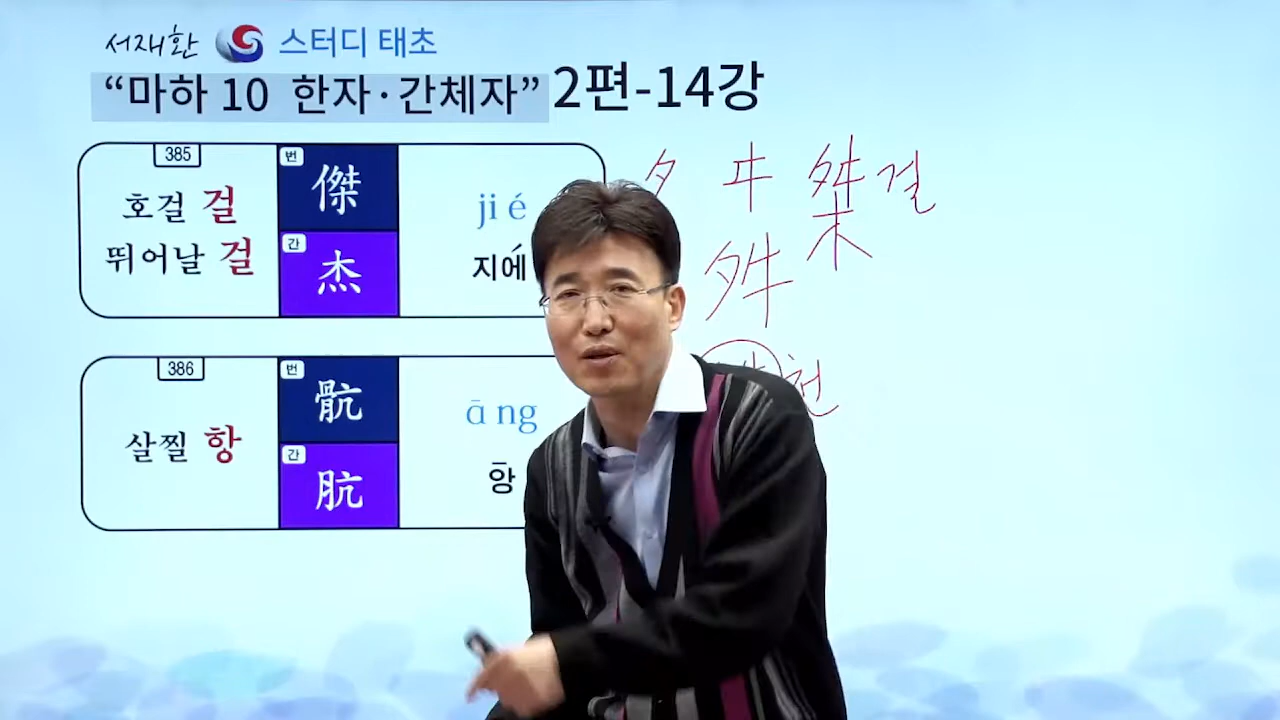 서재환 스터디 태초
“마하 10 한자·간체자” 2편-14강
385
호걸 걸
뛰어날 걸
번 傑
간 杰
jié
지에
夕 㐄 桀 걸
舛
천
386
살찔 항
번 骯
간 肮
āng
앙